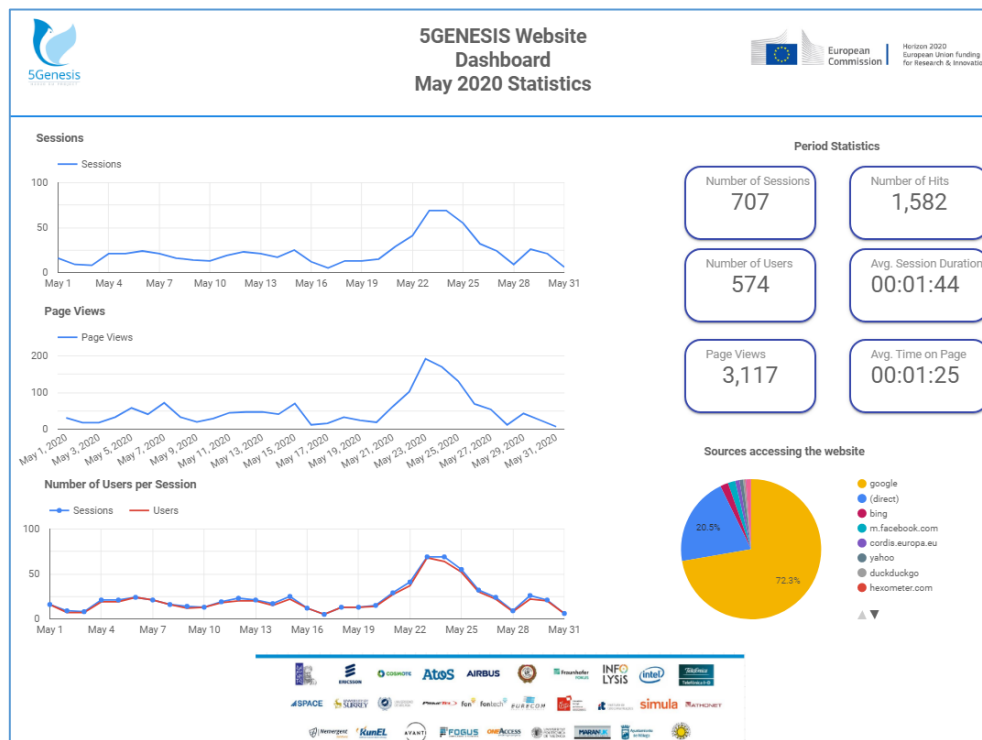 5Genesis
5GENESIS Website
Dashboard
May 2020 Statistics
European
Commission
Horizon 2020
European Union funding
for Research & Innovatio
Sessions
Sessions
100
50
0
May 1 May 4 May 7 May 10 May 13 May 16 May 19 May 22 May 25 May 28 May 31
Page Views
Page Views
200
100
0
May 1, 2020 May 3, 2020 May 5, 2020 May 7, 2020 May 9, 2020 May 11, 2020 May 13, 2020 May 15, 2020 May 17, 2020 May 19, 2020 May 21, 2020 May 23, 2020 May 25, 2020 May 27, 2020 May 29, 2020 May 31, 2020
Number of Users per Session
Sessions Users
100
50
0
May 1 May 4 May 7 May 10 May 13 May 16 May 19 May 22 May 25 May 28 May 31
Period Statistics
Number of Sessions
707
Number of Hits
1,582
Number of Users
574
Avg. Session Duration
00:01:44
Page Views
3,117
Avg. Time on Page
00:01:25
Sources accessing the website
20.5%
72.3%
google
(direct)
bing
m.facebook.com
cordis.europa.eu
yahoo
duckduckgo
hexometer.com
ERICSSON COSMOTE Atos AIRBUS Fraunhofer FOKUS INFOLYSIS intel Telefónica
SPACE SURREY fon fontech EURECOM simula ATHONET
Nemergent KunEL AVANTI FOGUS ONEACCESS MARAN